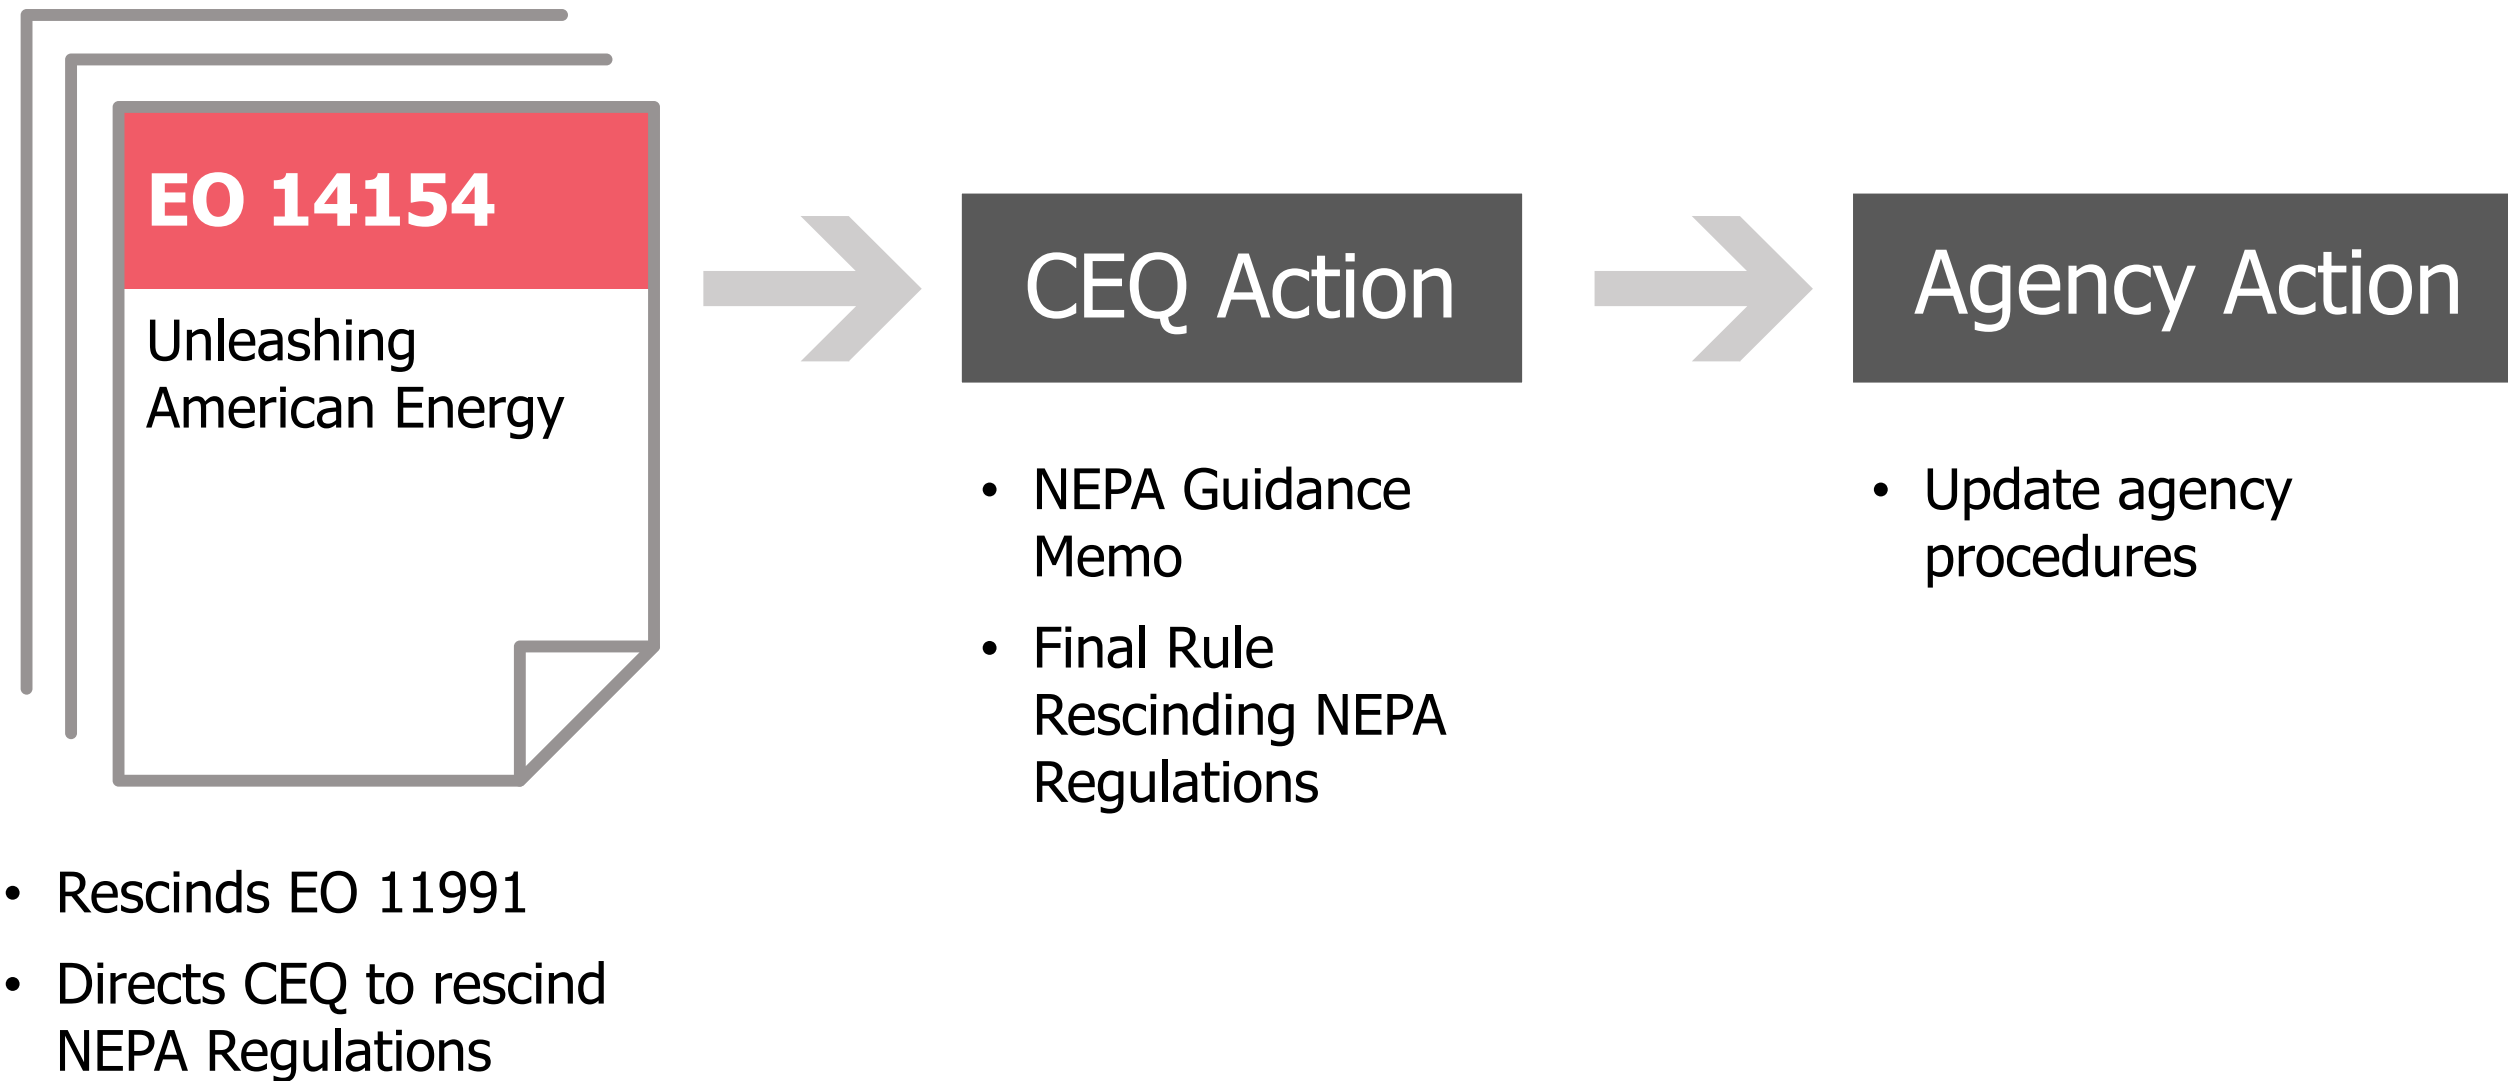 EO 14154
Unleashing
American Energy
• Rescinds EO 11991
• Directs CEQ to rescind
NEPA Regulations
CEQ Action
• NEPA Guidance
Memo
• Final Rule
Rescinding NEPA
Regulations
Agency Action
• Update agency
procedures